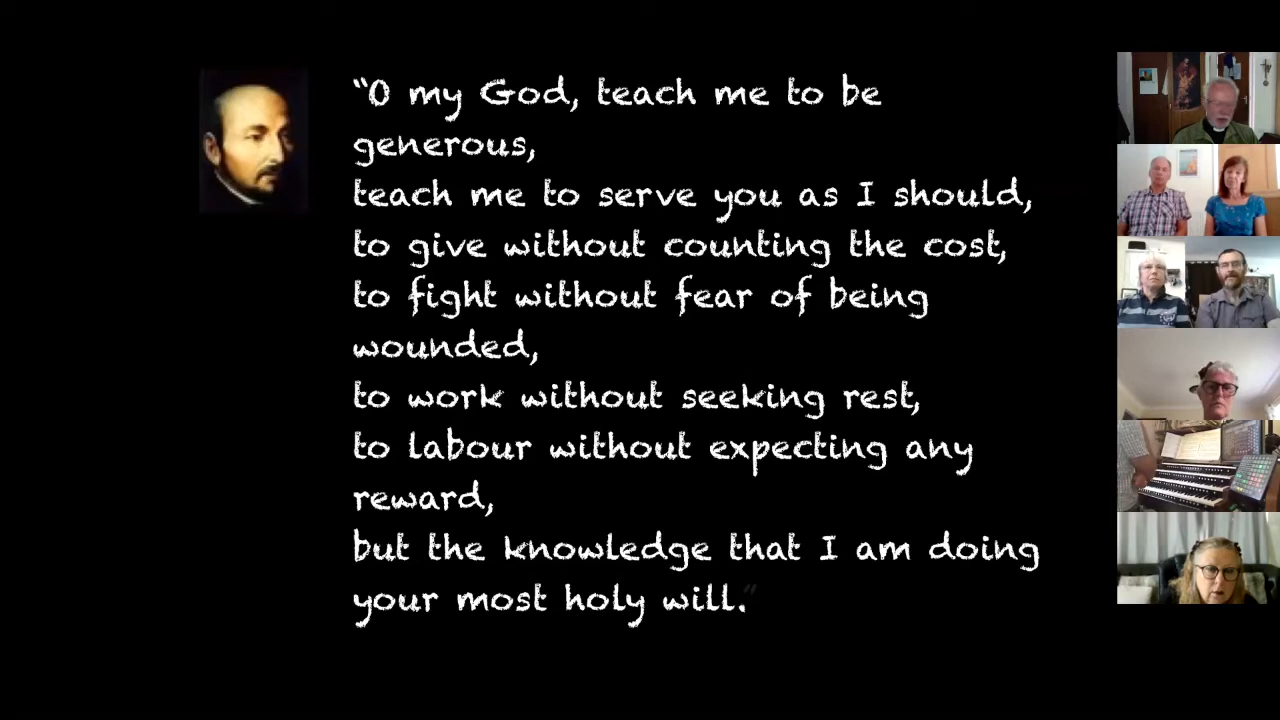 “O my God, teach me to be
generous,
teach me to serve you as I should,
to give without counting the cost,
to fight without fear of being
wounded,
to work without seeking rest,
to labour without expecting any
reward,
but the knowledge that I am doing
your most holy will.”